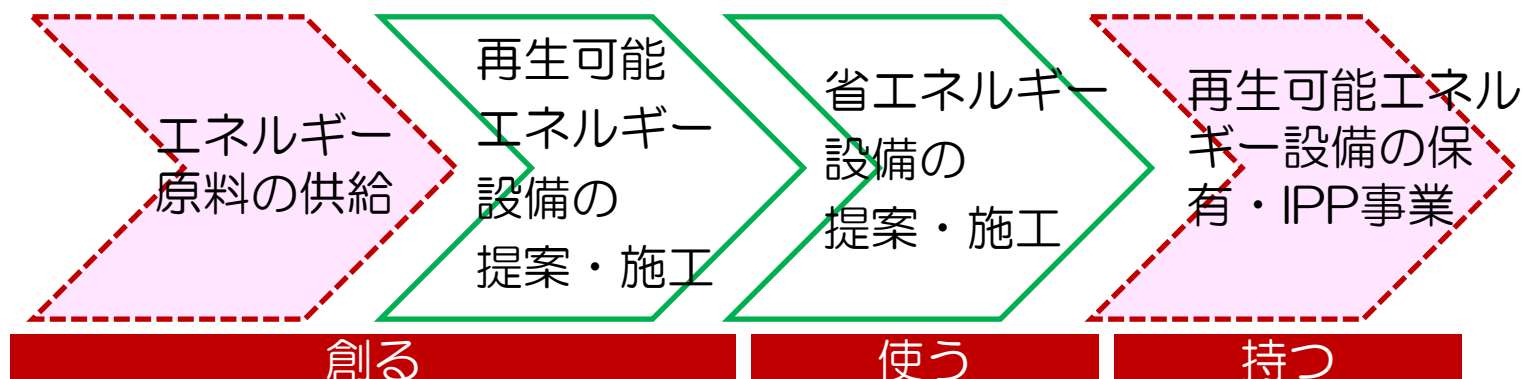 エネルギー
原料の供給
再生可能
エネルギー
設備の
提案・施工
省エネルギー
設備の
提案・施工
再生可能エネル
ギー設備の保
有・IPP事業
創る
使う
持つ